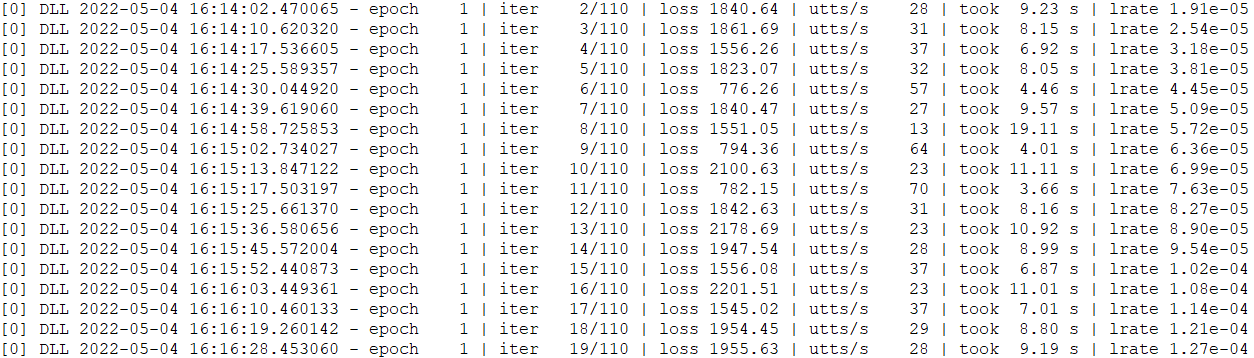 [0] DLL 2022-05-04 16:14:02.470065 - epoch    1 | iter    2/110 | loss 1840.64 | utts/s    28 | took  9.23 s | lrate 1.91e-05
[0] DLL 2022-05-04 16:14:10.620320 - epoch    1 | iter    3/110 | loss 1861.69 | utts/s    31 | took  8.15 s | lrate 2.54e-05
[0] DLL 2022-05-04 16:14:17.536605 - epoch    1 | iter    4/110 | loss 1556.26 | utts/s    37 | took  6.92 s | lrate 3.18e-05
[0] DLL 2022-05-04 16:14:25.589357 - epoch    1 | iter    5/110 | loss 1823.07 | utts/s    32 | took  8.05 s | lrate 3.81e-05
[0] DLL 2022-05-04 16:14:30.044920 - epoch    1 | iter    6/110 | loss  776.26 | utts/s    57 | took  4.46 s | lrate 4.45e-05
[0] DLL 2022-05-04 16:14:39.619060 - epoch    1 | iter    7/110 | loss 1840.47 | utts/s    27 | took  9.57 s | lrate 5.09e-05
[0] DLL 2022-05-04 16:14:58.725853 - epoch    1 | iter    8/110 | loss 1551.05 | utts/s    13 | took 19.11 s | lrate 5.72e-05
[0] DLL 2022-05-04 16:15:02.734027 - epoch    1 | iter    9/110 | loss  794.36 | utts/s    64 | took  4.01 s | lrate 6.36e-05
[0] DLL 2022-05-04 16:15:13.847122 - epoch    1 | iter   10/110 | loss 2100.63 | utts/s    23 | took 11.11 s | lrate 6.99e-05
[0] DLL 2022-05-04 16:15:17.503197 - epoch    1 | iter   11/110 | loss  782.15 | utts/s    70 | took  3.66 s | lrate 7.63e-05
[0] DLL 2022-05-04 16:15:25.661370 - epoch    1 | iter   12/110 | loss 1842.63 | utts/s    31 | took  8.16 s | lrate 8.27e-05
[0] DLL 2022-05-04 16:15:36.580656 - epoch    1 | iter   13/110 | loss 2178.69 | utts/s    23 | took 10.92 s | lrate 8.90e-05
[0] DLL 2022-05-04 16:15:45.572004 - epoch    1 | iter   14/110 | loss 1947.54 | utts/s    28 | took  8.99 s | lrate 9.54e-05
[0] DLL 2022-05-04 16:15:52.440873 - epoch    1 | iter   15/110 | loss 1556.08 | utts/s    37 | took  6.87 s | lrate 1.02e-04
[0] DLL 2022-05-04 16:16:03.449361 - epoch    1 | iter   16/110 | loss 2201.51 | utts/s    23 | took 11.01 s | lrate 1.08e-04
[0] DLL 2022-05-04 16:16:10.460133 - epoch    1 | iter   17/110 | loss 1545.02 | utts/s    37 | took  7.01 s | lrate 1.14e-04
[0] DLL 2022-05-04 16:16:19.260142 - epoch    1 | iter   18/110 | loss 1954.45 | utts/s    29 | took  8.80 s | lrate 1.21e-04
[0] DLL 2022-05-04 16:16:28.453060 - epoch    1 | iter   19/110 | loss 1955.63 | utts/s    28 | took  9.19 s | lrate 1.27e-04